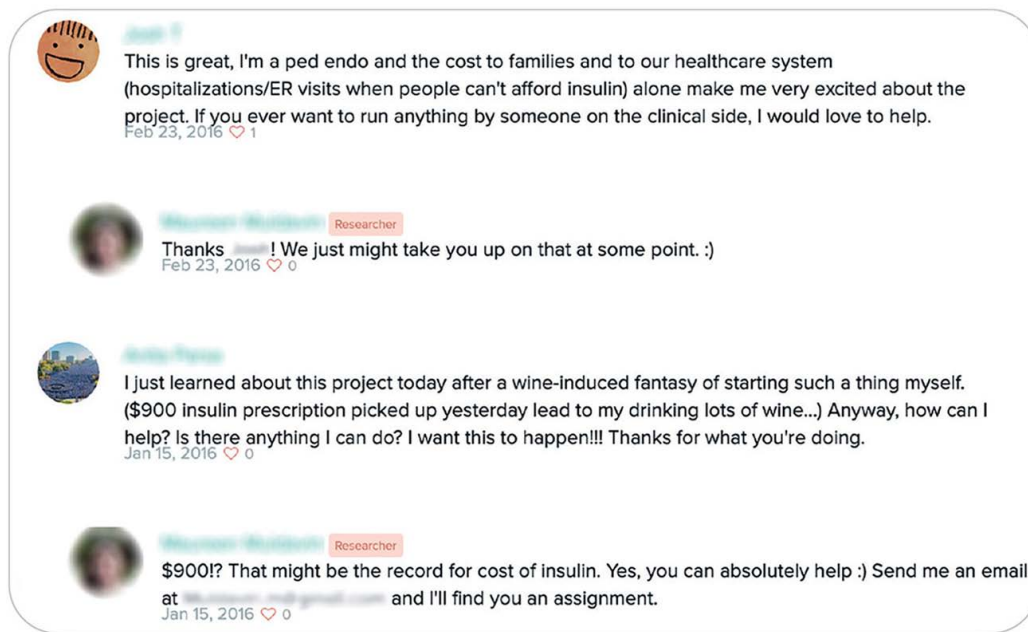 This is great, I'm a ped endo and the cost to families and to our healthcare system
(hospitalizations/ER visits when people can't afford insulin) alone make me very excited about the
project. If you ever want to run anything by someone on the clinical side, I would love to help.
Feb 23, 2016 ♡ 1
Researcher
Thanks ! We just might take you up on that at some point. :)
Feb 23, 2016 ♡ 0
I just learned about this project today after a wine-induced fantasy of starting such a thing myself.
($900 insulin prescription picked up yesterday lead to my drinking lots of wine...) Anyway, how can I
help? Is there anything I can do? I want this to happen!!! Thanks for what you're doing.
Jan 15, 2016 ♡ 0
Researcher
$900!? That might be the record for cost of insulin. Yes, you can absolutely help :) Send me an email
at and I'll find you an assignment.
Jan 15, 2016 ♡ 0